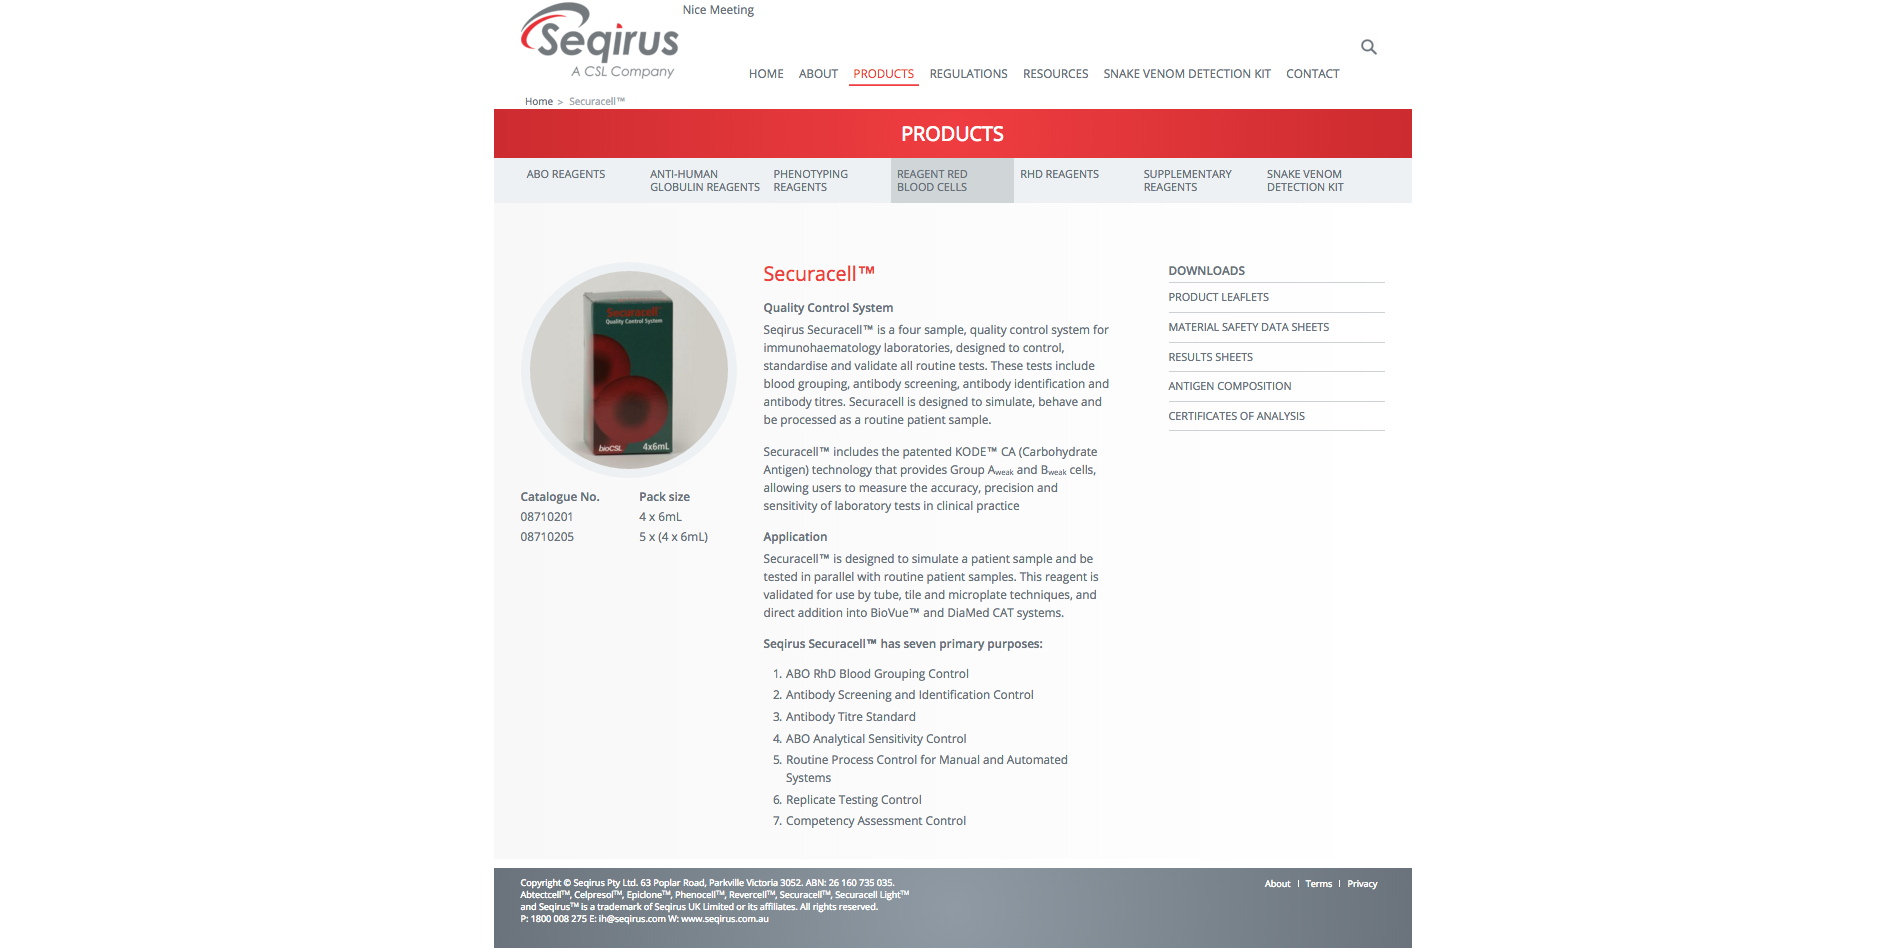 Nice Meeting
Seqirus
A CSL Company
HOME ABOUT PRODUCTS REGULATIONS RESOURCES SNAKE VENOM DETECTION KIT CONTACT
Home > Securacell™
PRODUCTS
ABO REAGENTS
ANTI-HUMAN
GLOBULIN REAGENTS
PHENOTYPING
REAGENTS
REAGENT RED
BLOOD CELLS
RHD REAGENTS
SUPPLEMENTARY
REAGENTS
SNAKE VENOM
DETECTION KIT
Securacell
Quality Control System
bioCSL 4x6mL
Catalogue No. Pack size
08710201 4 x 6mL
08710205 5 x (4 x 6mL)
Securacell™
Quality Control System
Seqirus Securacell™ is a four sample, quality control system for
immunohaematology laboratories, designed to control,
standardise and validate all routine tests. These tests include
blood grouping, antibody screening, antibody identification and
antibody titres. Securacell is designed to simulate, behave and
be processed as a routine patient sample.
Securacell™ includes the patented KODE™ CA (Carbohydrate
Antigen) technology that provides Group Aweak and Bweak cells,
allowing users to measure the accuracy, precision and
sensitivity of laboratory tests in clinical practice
Application
Securacell™ is designed to simulate a patient sample and be
tested in parallel with routine patient samples. This reagent is
validated for use by tube, tile and microplate techniques, and
direct addition into BioVue™ and DiaMed CAT systems.
Seqirus Securacell™ has seven primary purposes:
1. ABO RhD Blood Grouping Control
2. Antibody Screening and Identification Control
3. Antibody Titre Standard
4. ABO Analytical Sensitivity Control
5. Routine Process Control for Manual and Automated
Systems
6. Replicate Testing Control
7. Competency Assessment Control
DOWNLOADS
PRODUCT LEAFLETS
MATERIAL SAFETY DATA SHEETS
RESULTS SHEETS
ANTIGEN COMPOSITION
CERTIFICATES OF ANALYSIS
Copyright © Seqirus Pty Ltd. 63 Poplar Road, Parkville Victoria 3052. ABN: 26 160 735 035.
Abtectcell™, Celpresol™, Epiclone™, Phenocell™, Revercell™, Securacell™, Securacell Light™
and Seqirus™ is a trademark of Seqirus UK Limited or its affiliates. All rights reserved.
P: 1800 008 275 E: ih@seqirus.com W: www.seqirus.com.au
About | Terms | Privacy